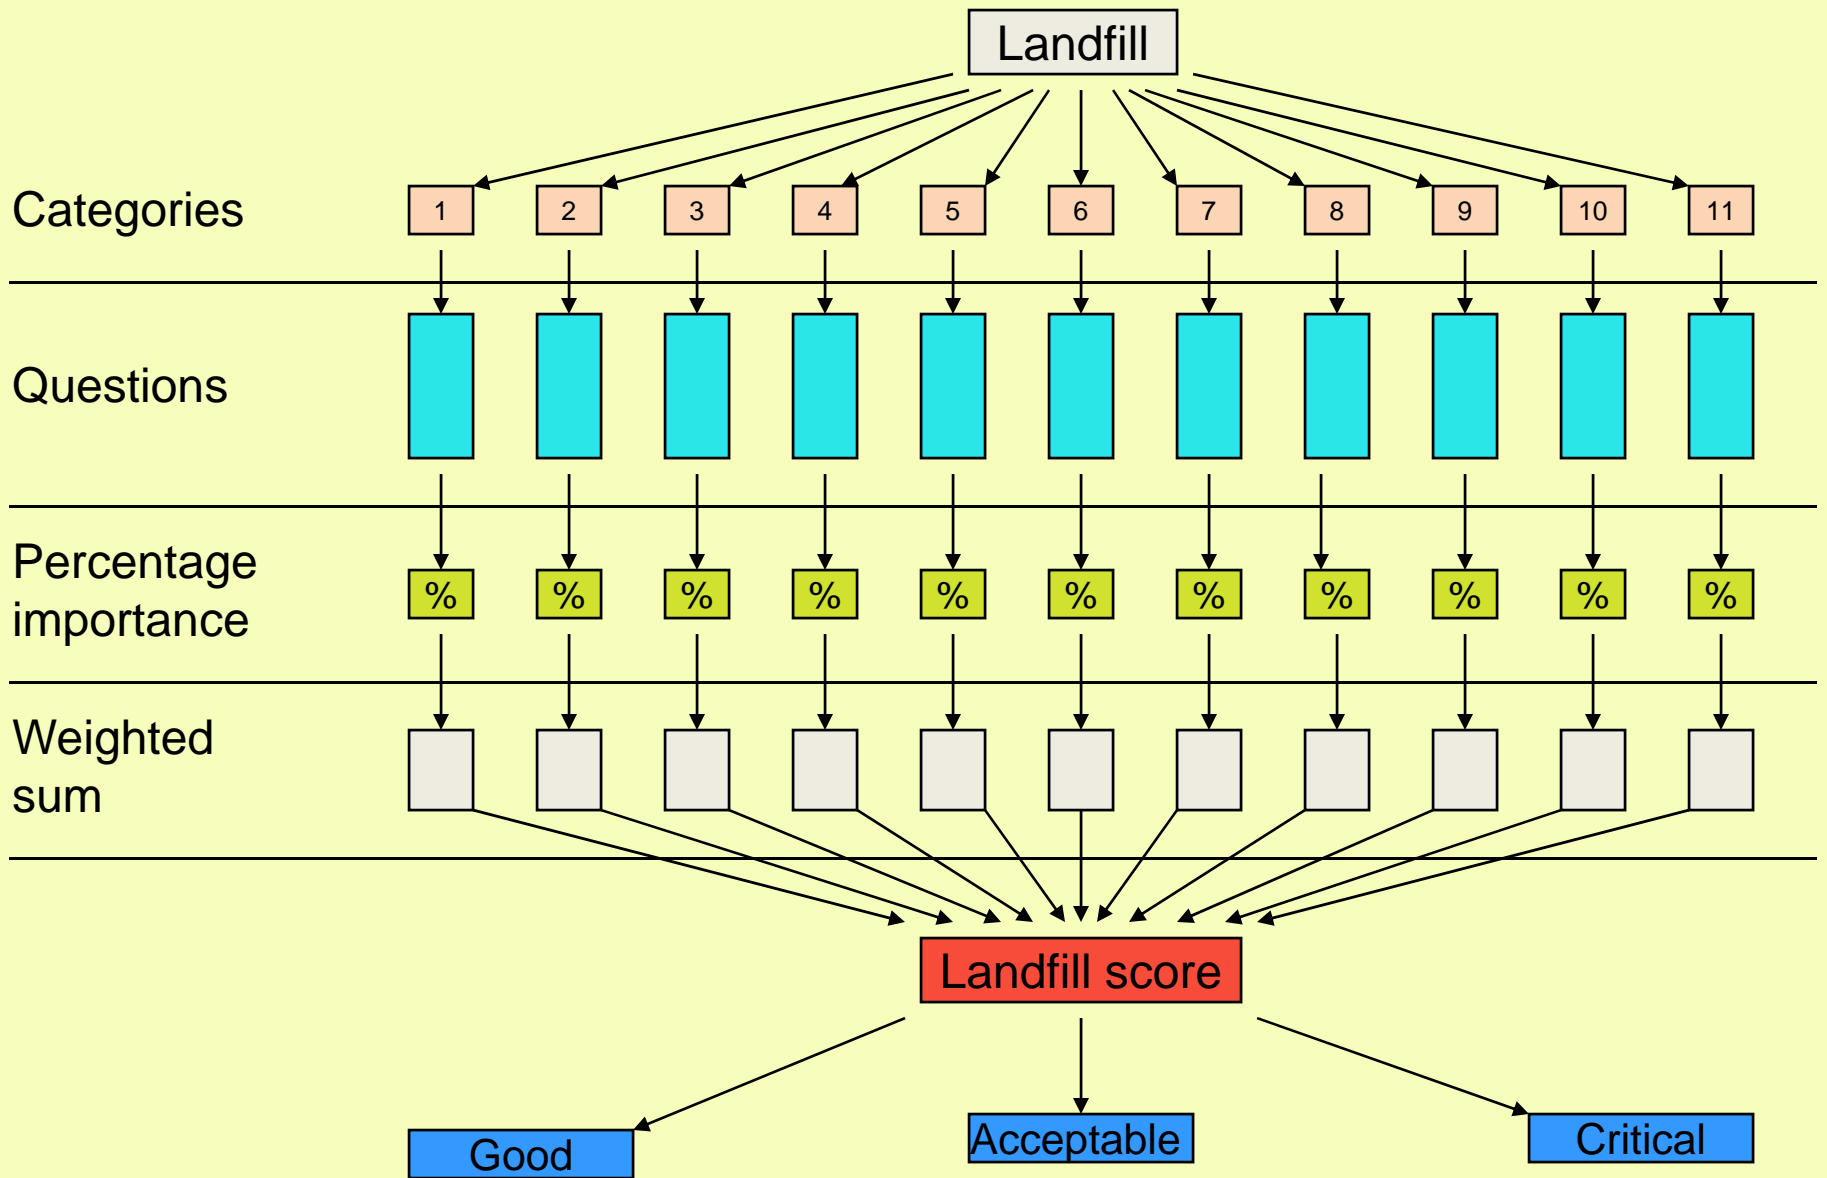 Landfill
Categories
1 2 3 4 5 6 7 8 9 10 11
Questions
Percentage
importance
% % % % % % % % % % %
Weighted
sum
Landfill score
Good Acceptable Critical